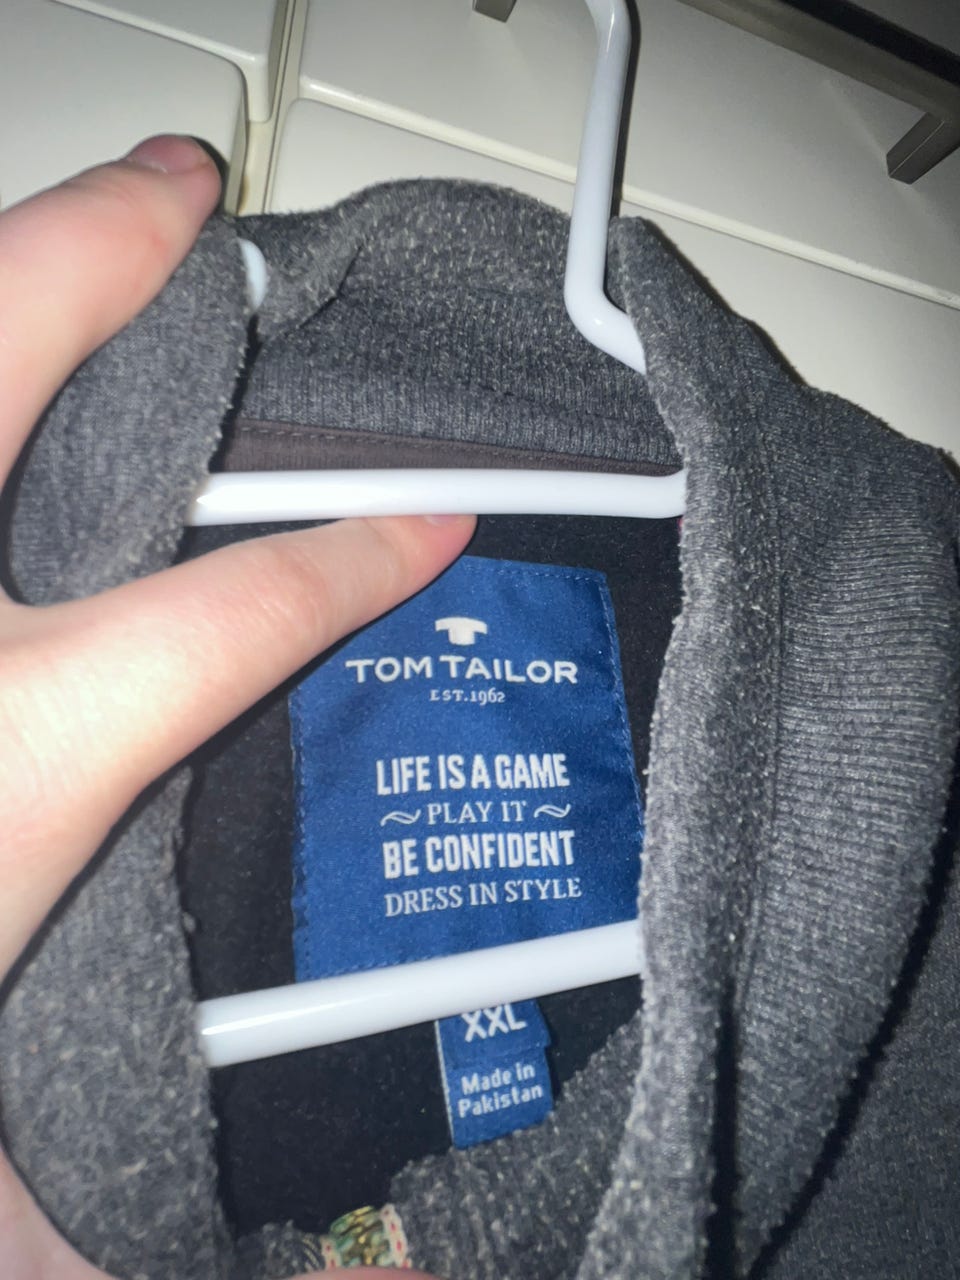 TOM TAILOR
EST.1962
LIFE IS A GAME
~ PLAY IT ~
BE CONFIDENT
DRESS IN STYLE
XXL
Made in
Pakistan